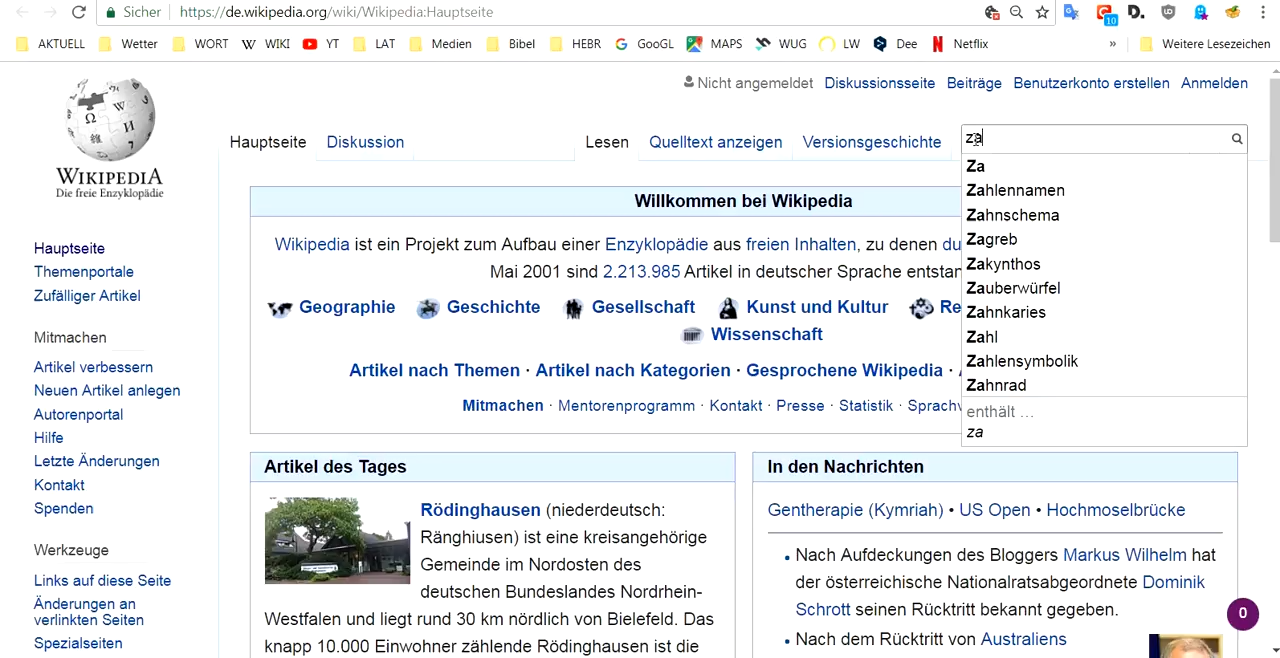 Sicher https://de.wikipedia.org/wiki/Wikipedia:Hauptseite
10
AKTUELL Wetter WORT WIKI YT LAT Medien Bibel HEBR GooGL MAPS WUG LW Dee Netflix » Weitere Lesezeichen
Nicht angemeldet Diskussionsseite Beiträge Benutzerkonto erstellen Anmelden
WIKIPEDIA
Die freie Enzyklopädie
Hauptseite Diskussion Lesen Quelltext anzeigen Versionsgeschichte za
Za
Zahlennamen
Zahnschema
Zagreb
Zakynthos
Zauberwürfel
Zahnkaries
Zahl
Zahlensymbolik
Zahnrad
enthält …
za
Hauptseite
Themenportale
Zufälliger Artikel
Mitmachen
Artikel verbessern
Neuen Artikel anlegen
Autorenportal
Hilfe
Letzte Änderungen
Kontakt
Spenden
Werkzeuge
Links auf diese Seite
Änderungen an
verlinkten Seiten
Spezialseiten
Willkommen bei Wikipedia
Wikipedia ist ein Projekt zum Aufbau einer Enzyklopädie aus freien Inhalten, zu denen du
Mai 2001 sind 2.213.985 Artikel in deutscher Sprache entstan
Geographie Geschichte Gesellschaft Kunst und Kultur Re
Wissenschaft
Artikel nach Themen · Artikel nach Kategorien · Gesprochene Wikipedia ·
Mitmachen · Mentorenprogramm · Kontakt · Presse · Statistik · Sprachv
Artikel des Tages
Rödinghausen (niederdeutsch:
Ränghiusen) ist eine kreisangehörige
Gemeinde im Nordosten des
deutschen Bundeslandes Nordrhein-
Westfalen und liegt rund 30 km nördlich von Bielefeld. Das
knapp 10.000 Einwohner zählende Rödinghausen ist die
In den Nachrichten
Gentherapie (Kymriah) • US Open • Hochmoselbrücke
• Nach Aufdeckungen des Bloggers Markus Wilhelm hat
der österreichische Nationalratsabgeordnete Dominik
Schrott seinen Rücktritt bekannt gegeben.
• Nach dem Rücktritt von Australiens
0